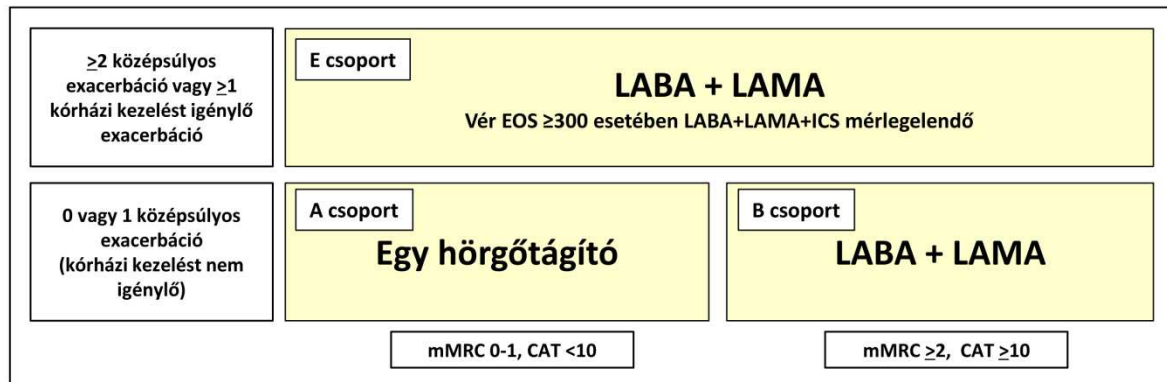 ≥2 középsúlyos
exacerbáció vagy ≥1
kórházi kezelést igénylő
exacerbáció
E csoport
LABA + LAMA
Vér EOS ≥300 esetében LABA+LAMA+ICS mérlegelendő
0 vagy 1 középsúlyos
exacerbáció
(kórházi kezelést nem
igénylő)
A csoport
Egy hörgőtágító
B csoport
LABA + LAMA
mMRC 0-1, CAT <10
mMRC ≥2, CAT ≥10